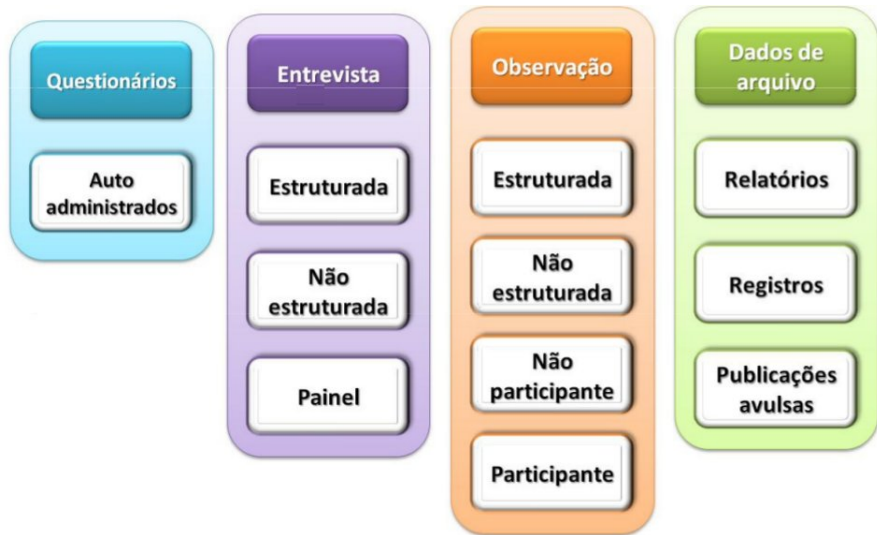 Questionários
Auto
administrados
Entrevista
Estruturada
Não
estruturada
Painel
Observação
Estruturada
Não
estruturada
Não
participante
Participante
Dados de
arquivo
Relatórios
Registros
Publicações
avulsas